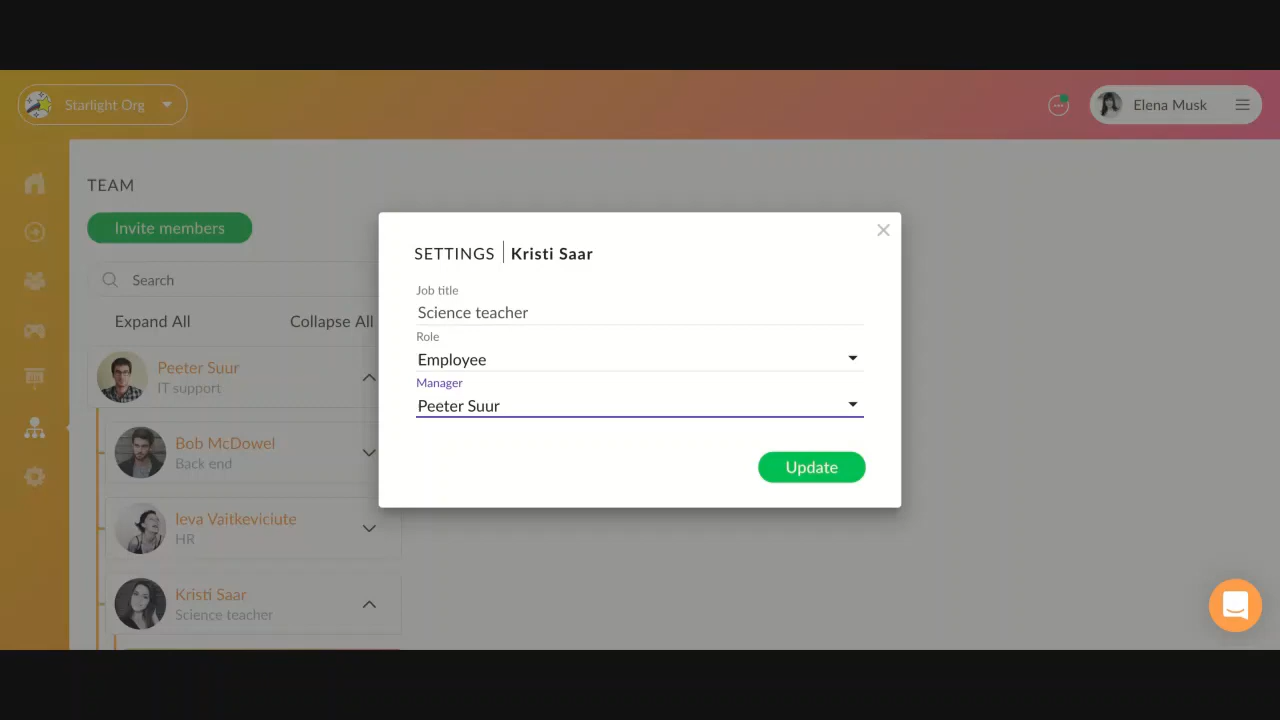 Starlight Org
Elena Musk
TEAM
Invite members
Search
Expand All
Collapse All
Peeter Suur
IT support
Bob McDowel
Back end
Ieva Vaitkeviciute
HR
Kristi Saar
Science teacher
SETTINGS | Kristi Saar
Job title
Science teacher
Role
Employee
Manager
Peeter Suur
Update